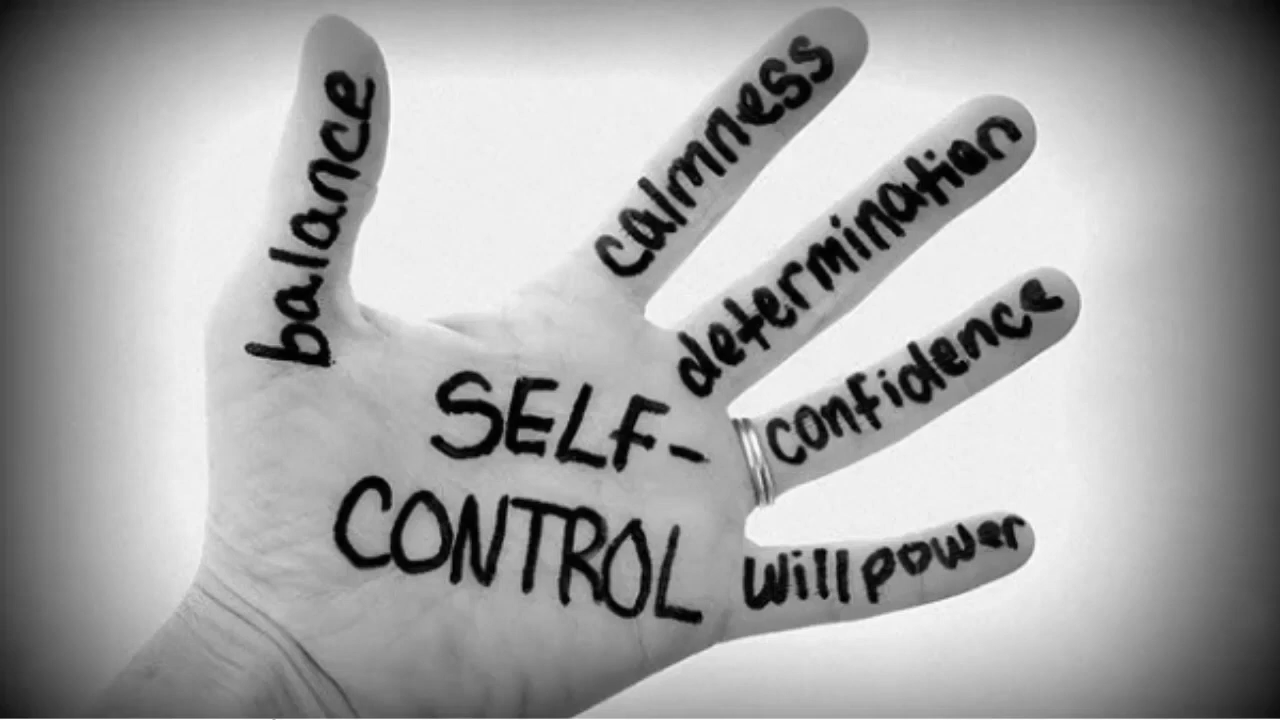 balance
calmness
determination
confidence
willpower
SELF-
CONTROL